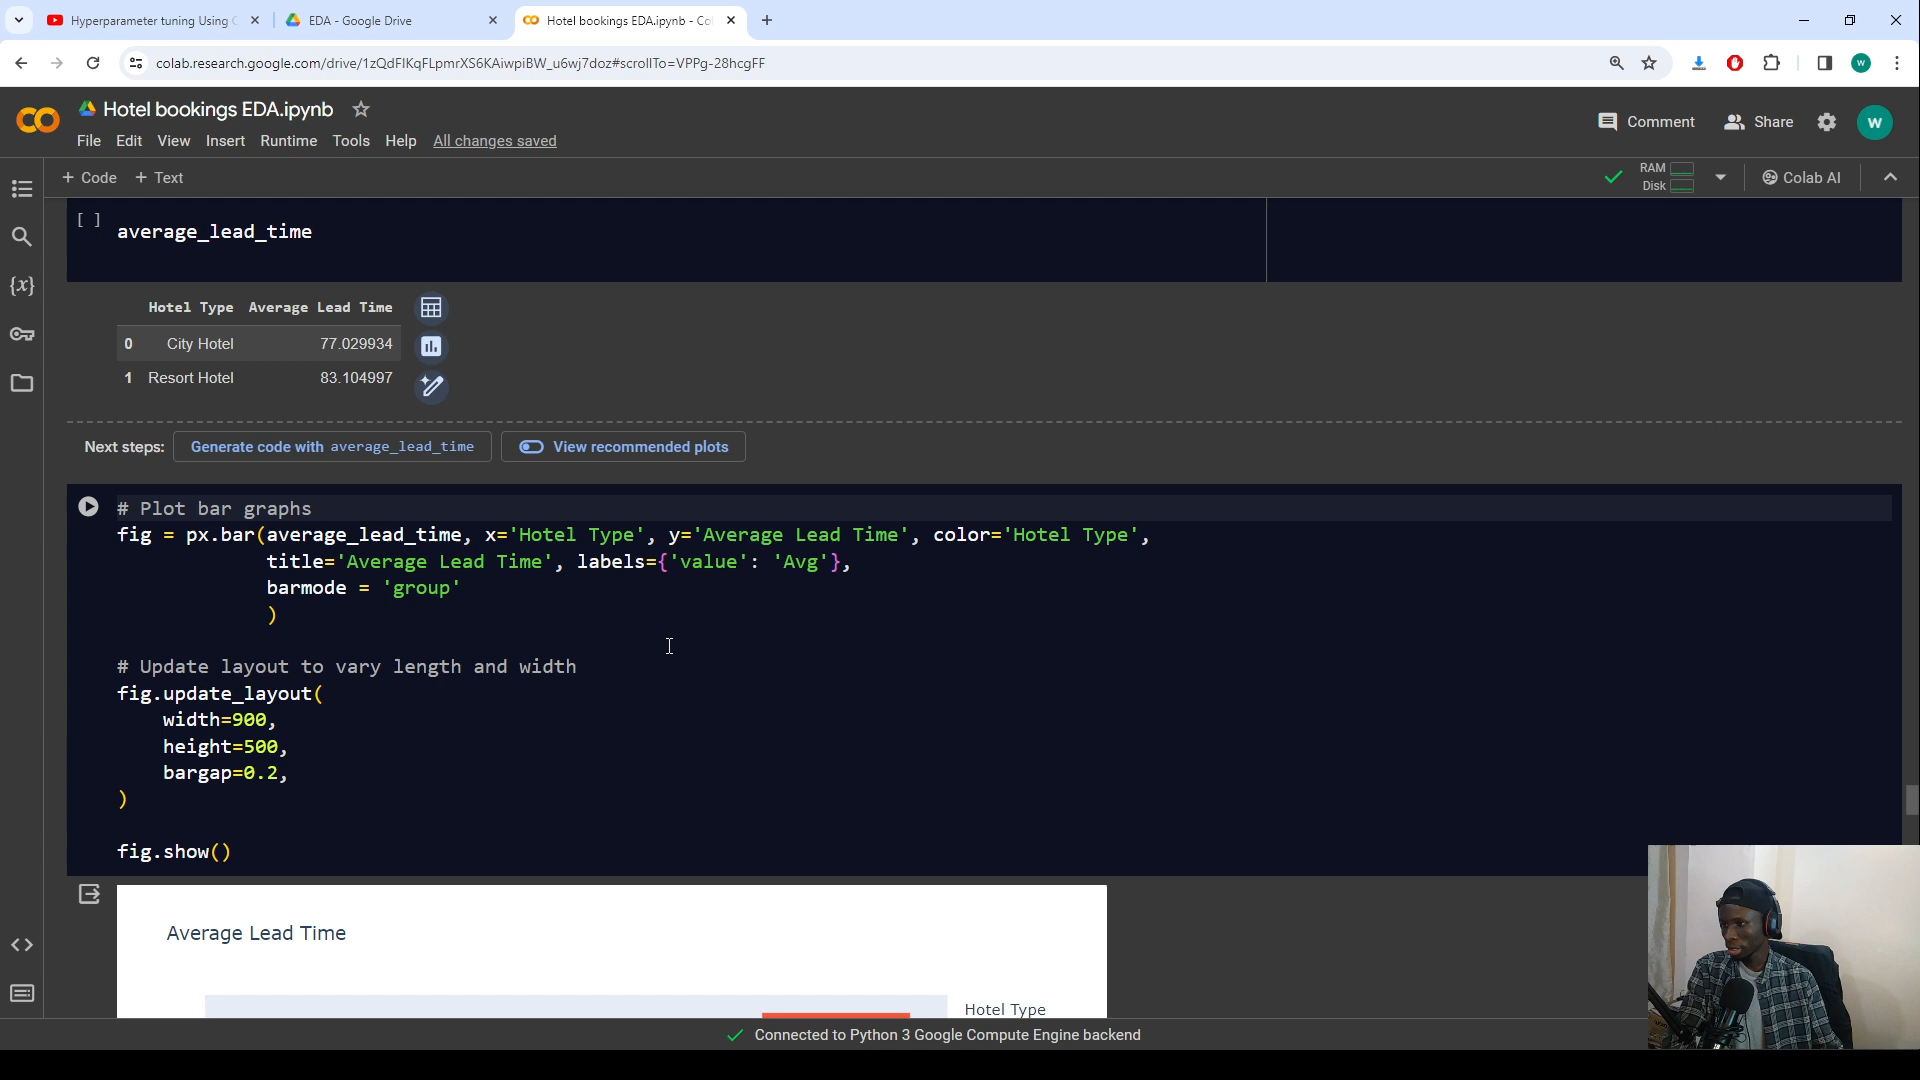 Hyperparameter tuning Using C
EDA - Google Drive
Hotel bookings EDA.ipynb - Co
colab.research.google.com/drive/1zQdFIKqFLpmrXS6KAiwpiBW_u6wj7doz#scrollTo=VPPg-28hcgFF
W
CO
Hotel bookings EDA.ipynb
Comment
Share
W
File Edit View Insert Runtime Tools Help All changes saved
+ Code + Text
RAM
Disk
Colab AI
[ ] average_lead_time
{x}
Hotel Type Average Lead Time
0 City Hotel 77.029934
1 Resort Hotel 83.104997
Next steps: Generate code with average_lead_time View recommended plots
# Plot bar graphs
fig = px.bar(average_lead_time, x='Hotel Type', y='Average Lead Time', color='Hotel Type',
title='Average Lead Time', labels={'value': 'Avg'},
barmode = 'group'
)
# Update layout to vary length and width
fig.update_layout(
width=900,
height=500,
bargap=0.2,
)
fig.show()
Average Lead Time
Hotel Type
Connected to Python 3 Google Compute Engine backend